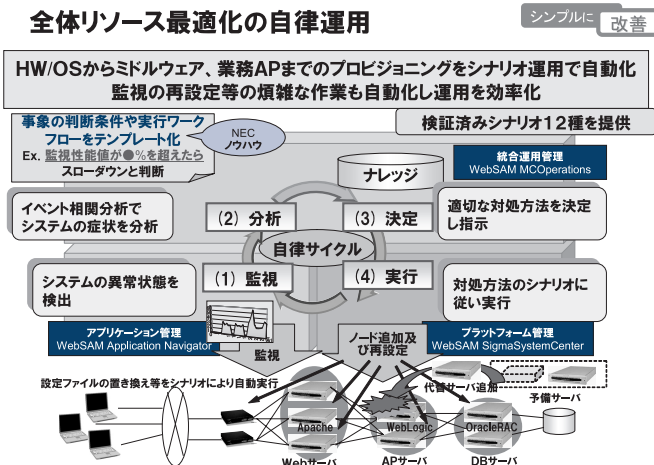 全体リソース最適化の自律運用
シンプルに
改善
HW/OSからミドルウェア、業務APまでのプロビジョニングをシナリオ運用で自動化
監視の再設定等の煩雑な作業も自動化し運用を効率化
事象の判断条件や実行ワーク
フローをテンプレート化
Ex. 監視性能値が●%を超えたら
スローダウンと判断
NEC
ノウハウ
検証済みシナリオ12種を提供
ナレッジ
統合運用管理
WebSAM MCOperations
イベント相関分析で
システムの症状を分析
(2) 分析
(3) 決定
適切な対処方法を決定
し指示
自律サイクル
システムの異常状態を
検出
(1) 監視
(4) 実行
対処方法のシナリオに
従い実行
アプリケーション管理
WebSAM Application Navigator
監視
ノード追加及
び再設定
プラットフォーム管理
WebSAM SigmaSystemCenter
設定ファイルの置き換え等をシナリオにより自動実行
代替サーバ追加
予備サーバ
Apache
WebLogic
OracleRAC
Webサーバ
APサーバ
DBサーバ